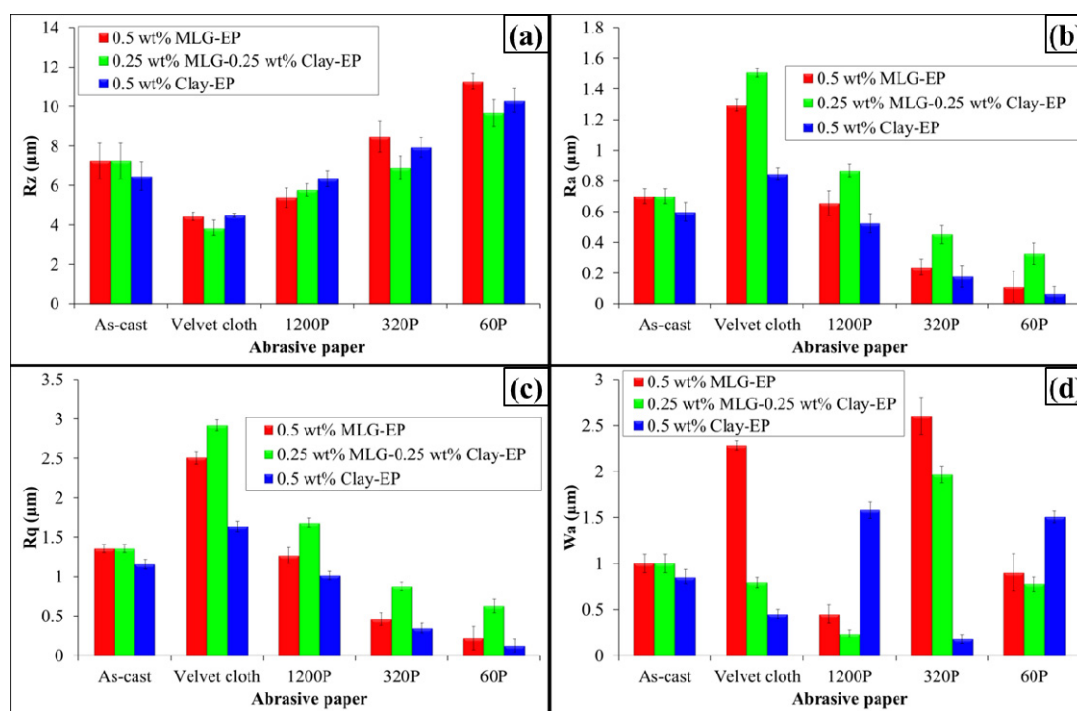 (a)
0.5 wt% MLG-EP
0.25 wt% MLG-0.25 wt% Clay-EP
0.5 wt% Clay-EP
Rz (µm)
14
12
10
8
6
4
2
0
As-cast Velvet cloth 1200P 320P 60P
Abrasive paper
(b)
0.5 wt% MLG-EP
0.25 wt% MLG-0.25 wt% Clay-EP
0.5 wt% Clay-EP
Ra (µm)
1.8
1.6
1.4
1.2
1
0.8
0.6
0.4
0.2
0
As-cast Velvet cloth 1200P 320P 60P
Abrasive paper
(c)
0.5 wt% MLG-EP
0.25 wt% MLG-0.25 wt% Clay-EP
0.5 wt% Clay-EP
Rq (µm)
3.5
3
2.5
2
1.5
1
0.5
0
As-cast Velvet cloth 1200P 320P 60P
Abrasive paper
(d)
0.5 wt% MLG-EP
0.25 wt% MLG-0.25 wt% Clay-EP
0.5 wt% Clay-EP
Wa (µm)
3
2.5
2
1.5
1
0.5
0
As-cast Velvet cloth 1200P 320P 60P
Abrasive paper